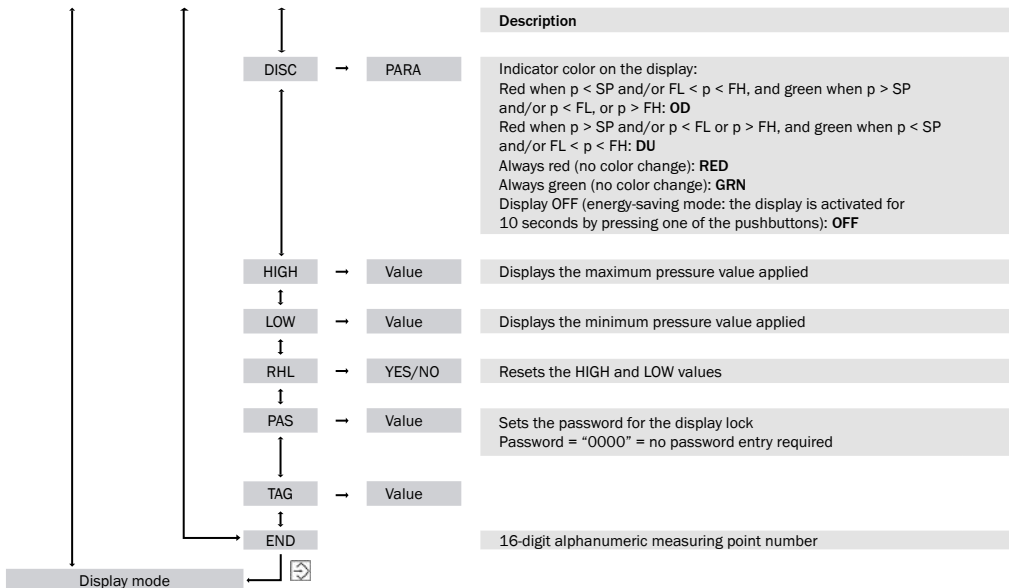 Description
DISC → PARA
Indicator color on the display:
Red when p < SP and/or FL < p < FH, and green when p > SP
and/or p < FL, or p > FH: OD
Red when p > SP and/or p < FL or p > FH, and green when p < SP
and/or FL < p < FH: DU
Always red (no color change): RED
Always green (no color change): GRN
Display OFF (energy-saving mode: the display is activated for
10 seconds by pressing one of the pushbuttons): OFF
HIGH → Value
Displays the maximum pressure value applied
LOW → Value
Displays the minimum pressure value applied
RHL → YES/NO
Resets the HIGH and LOW values
PAS → Value
Sets the password for the display lock
Password = “0000” = no password entry required
TAG → Value
END
16-digit alphanumeric measuring point number
Display mode